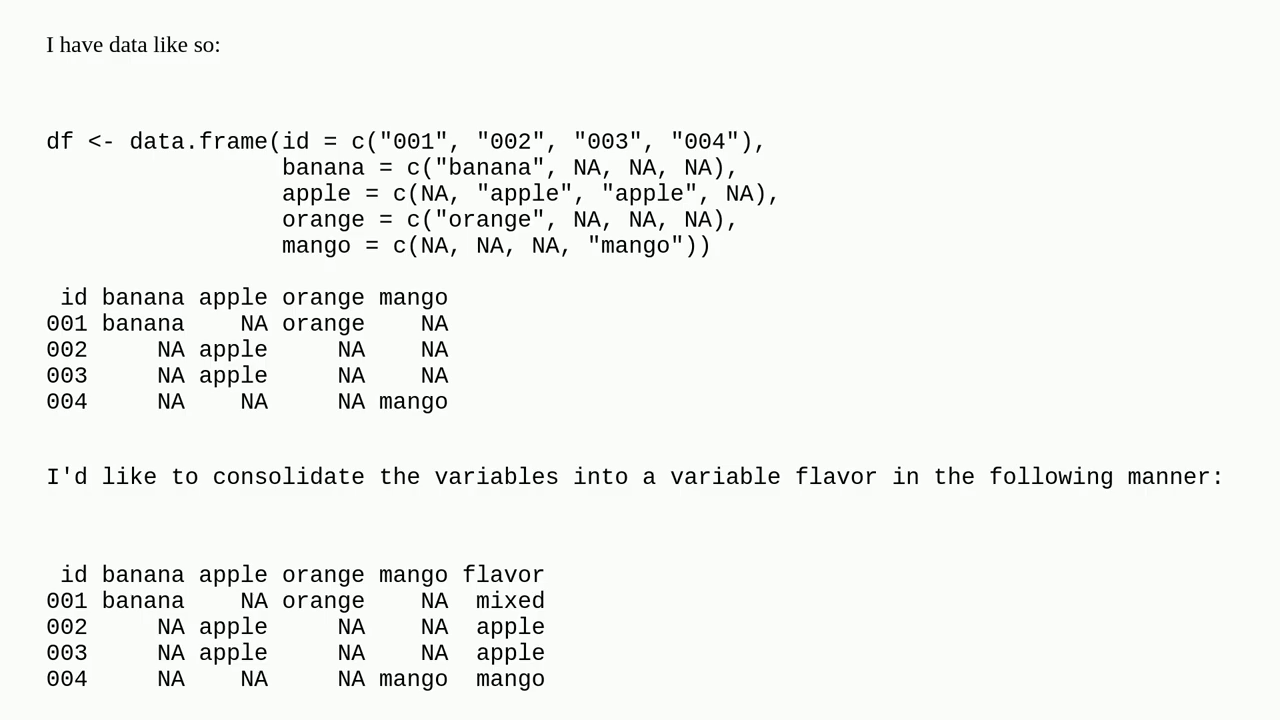 I have data like so:
df <- data.frame(id = c("001", "002", "003", "004"),
                 banana = c("banana", NA, NA, NA),
                 apple = c(NA, "apple", "apple", NA),
                 orange = c("orange", NA, NA, NA),
                 mango = c(NA, NA, NA, "mango"))
 id banana apple orange mango
001 banana    NA orange    NA
002     NA apple     NA    NA
003     NA apple     NA    NA
004     NA    NA     NA mango
I'd like to consolidate the variables into a variable flavor in the following manner:
 id banana apple orange mango flavor
001 banana    NA orange    NA  mixed
002     NA apple     NA    NA  apple
003     NA apple     NA    NA  apple
004     NA    NA     NA mango  mango